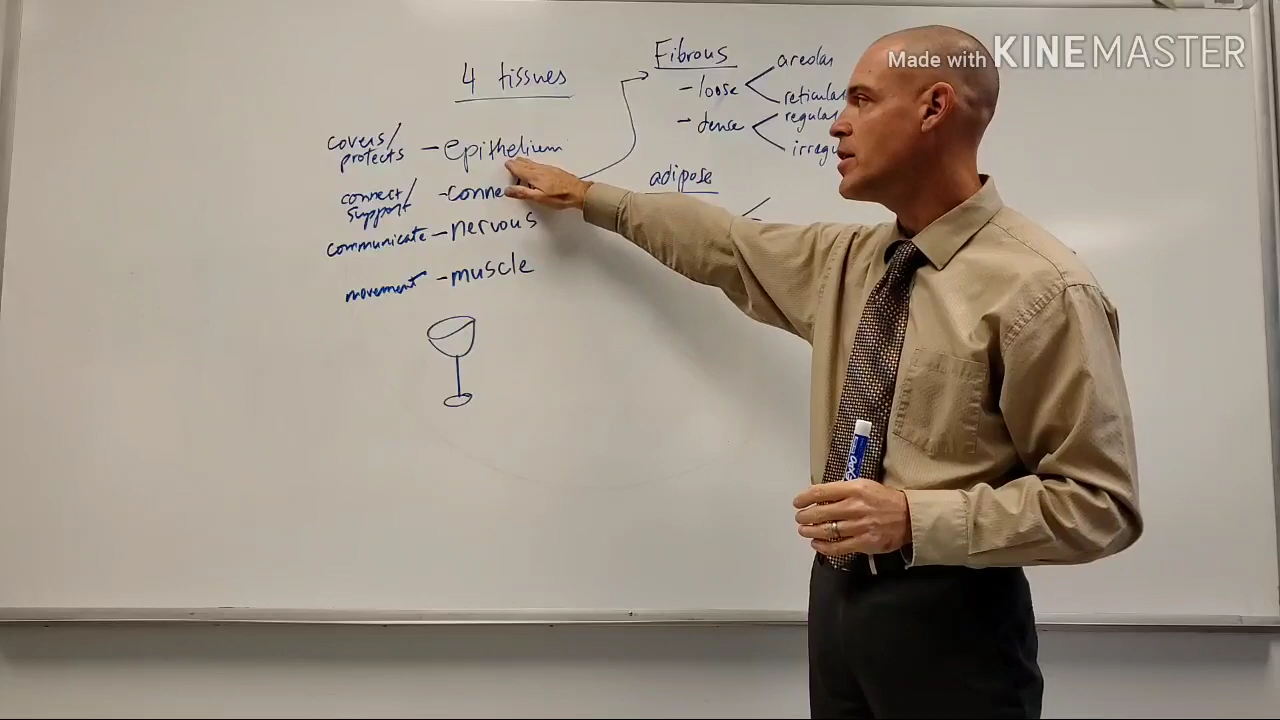 Made with KINEMASTER
4 tissues
covers/
protects - epithelium
connect/
support - conne
communicate - nervous
movement - muscle
Fibrous
- loose
areolar
reticular
- dense
regular
irregu
adipose